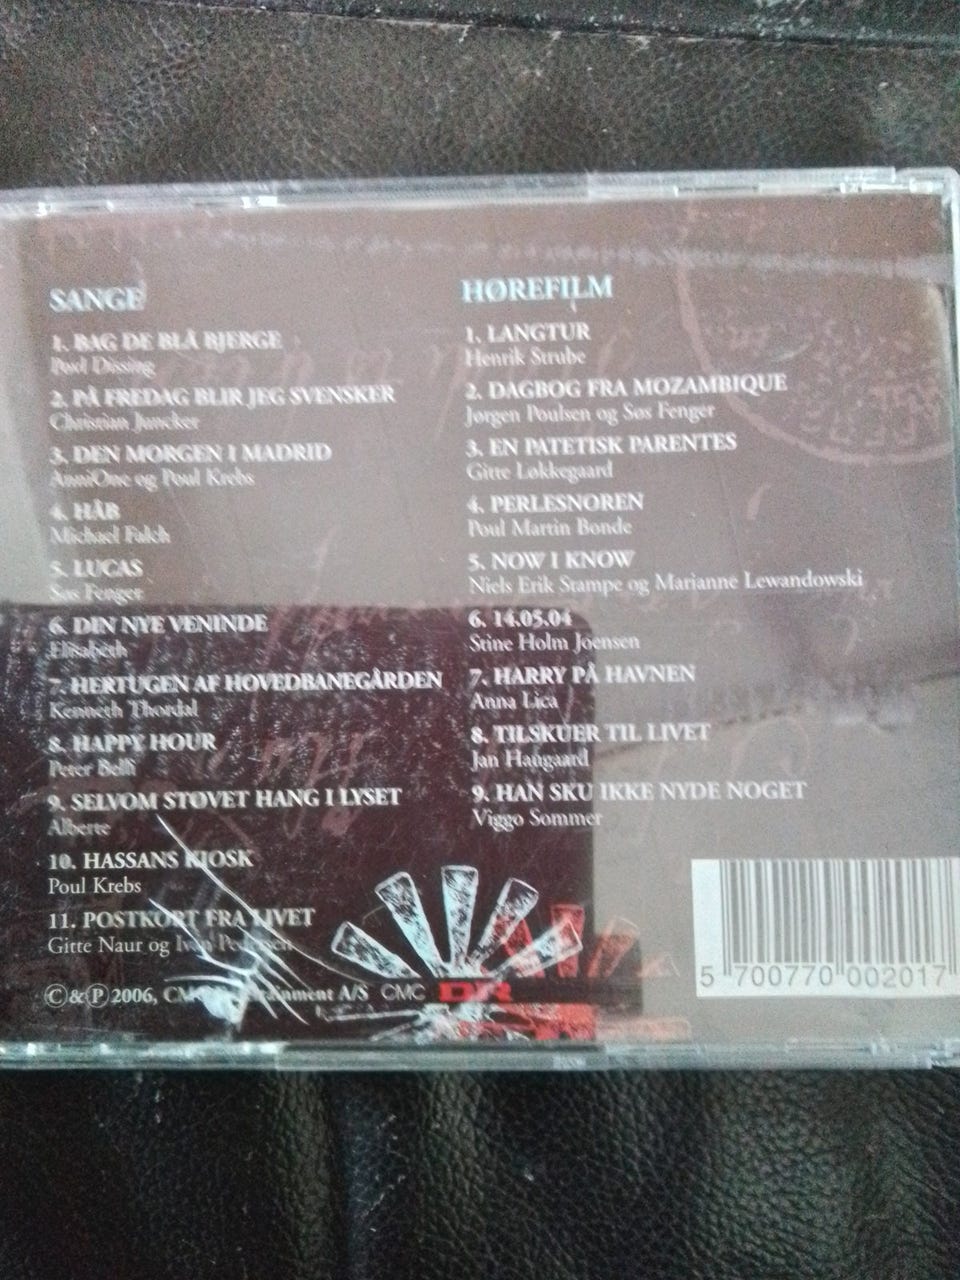 SANGE
1. BAG DE BLÅ BJERGE
Povl Dissing
2. PÅ FREDAG BLIR JEG SVENSKER
Christian Juncker
3. DEN MORGEN I MADRID
AnniOne og Poul Krebs
4. HÅB
Michael Falch
5. LUCAS
Søs Fenger
6. DIN NYE VENINDE
Elisabeth
7. HERTUGEN AF HOVEDBANEGÅRDEN
Kenneth Thordal
8. HAPPY HOUR
Peter Belli
9. SELVOM STØVET HANG I LYSET
Alberte
10. HASSANS KIOSK
Poul Krebs
11. POSTKORT FRA LIVET
Gitte Naur og Ivan Pedersen
©&℗ 2006, CMC Entertainment A/S CMC DR
HØREFILM
1. LANGTUR
Henrik Strube
2. DAGBOG FRA MOZAMBIQUE
Jørgen Poulsen og Søs Fenger
3. EN PATETISK PARENTES
Gitte Løkkegaard
4. PERLESNOREN
Poul Martin Bonde
5. NOW I KNOW
Niels Erik Stampe og Marianne Lewandowski
6. 14.05.04
Stine Holm Joensen
7. HARRY PÅ HAVNEN
Anna Lica
8. TILSKUER TIL LIVET
Jan Haugaard
9. HAN SKU IKKE NYDE NOGET
Viggo Sommer
5 700770 002017